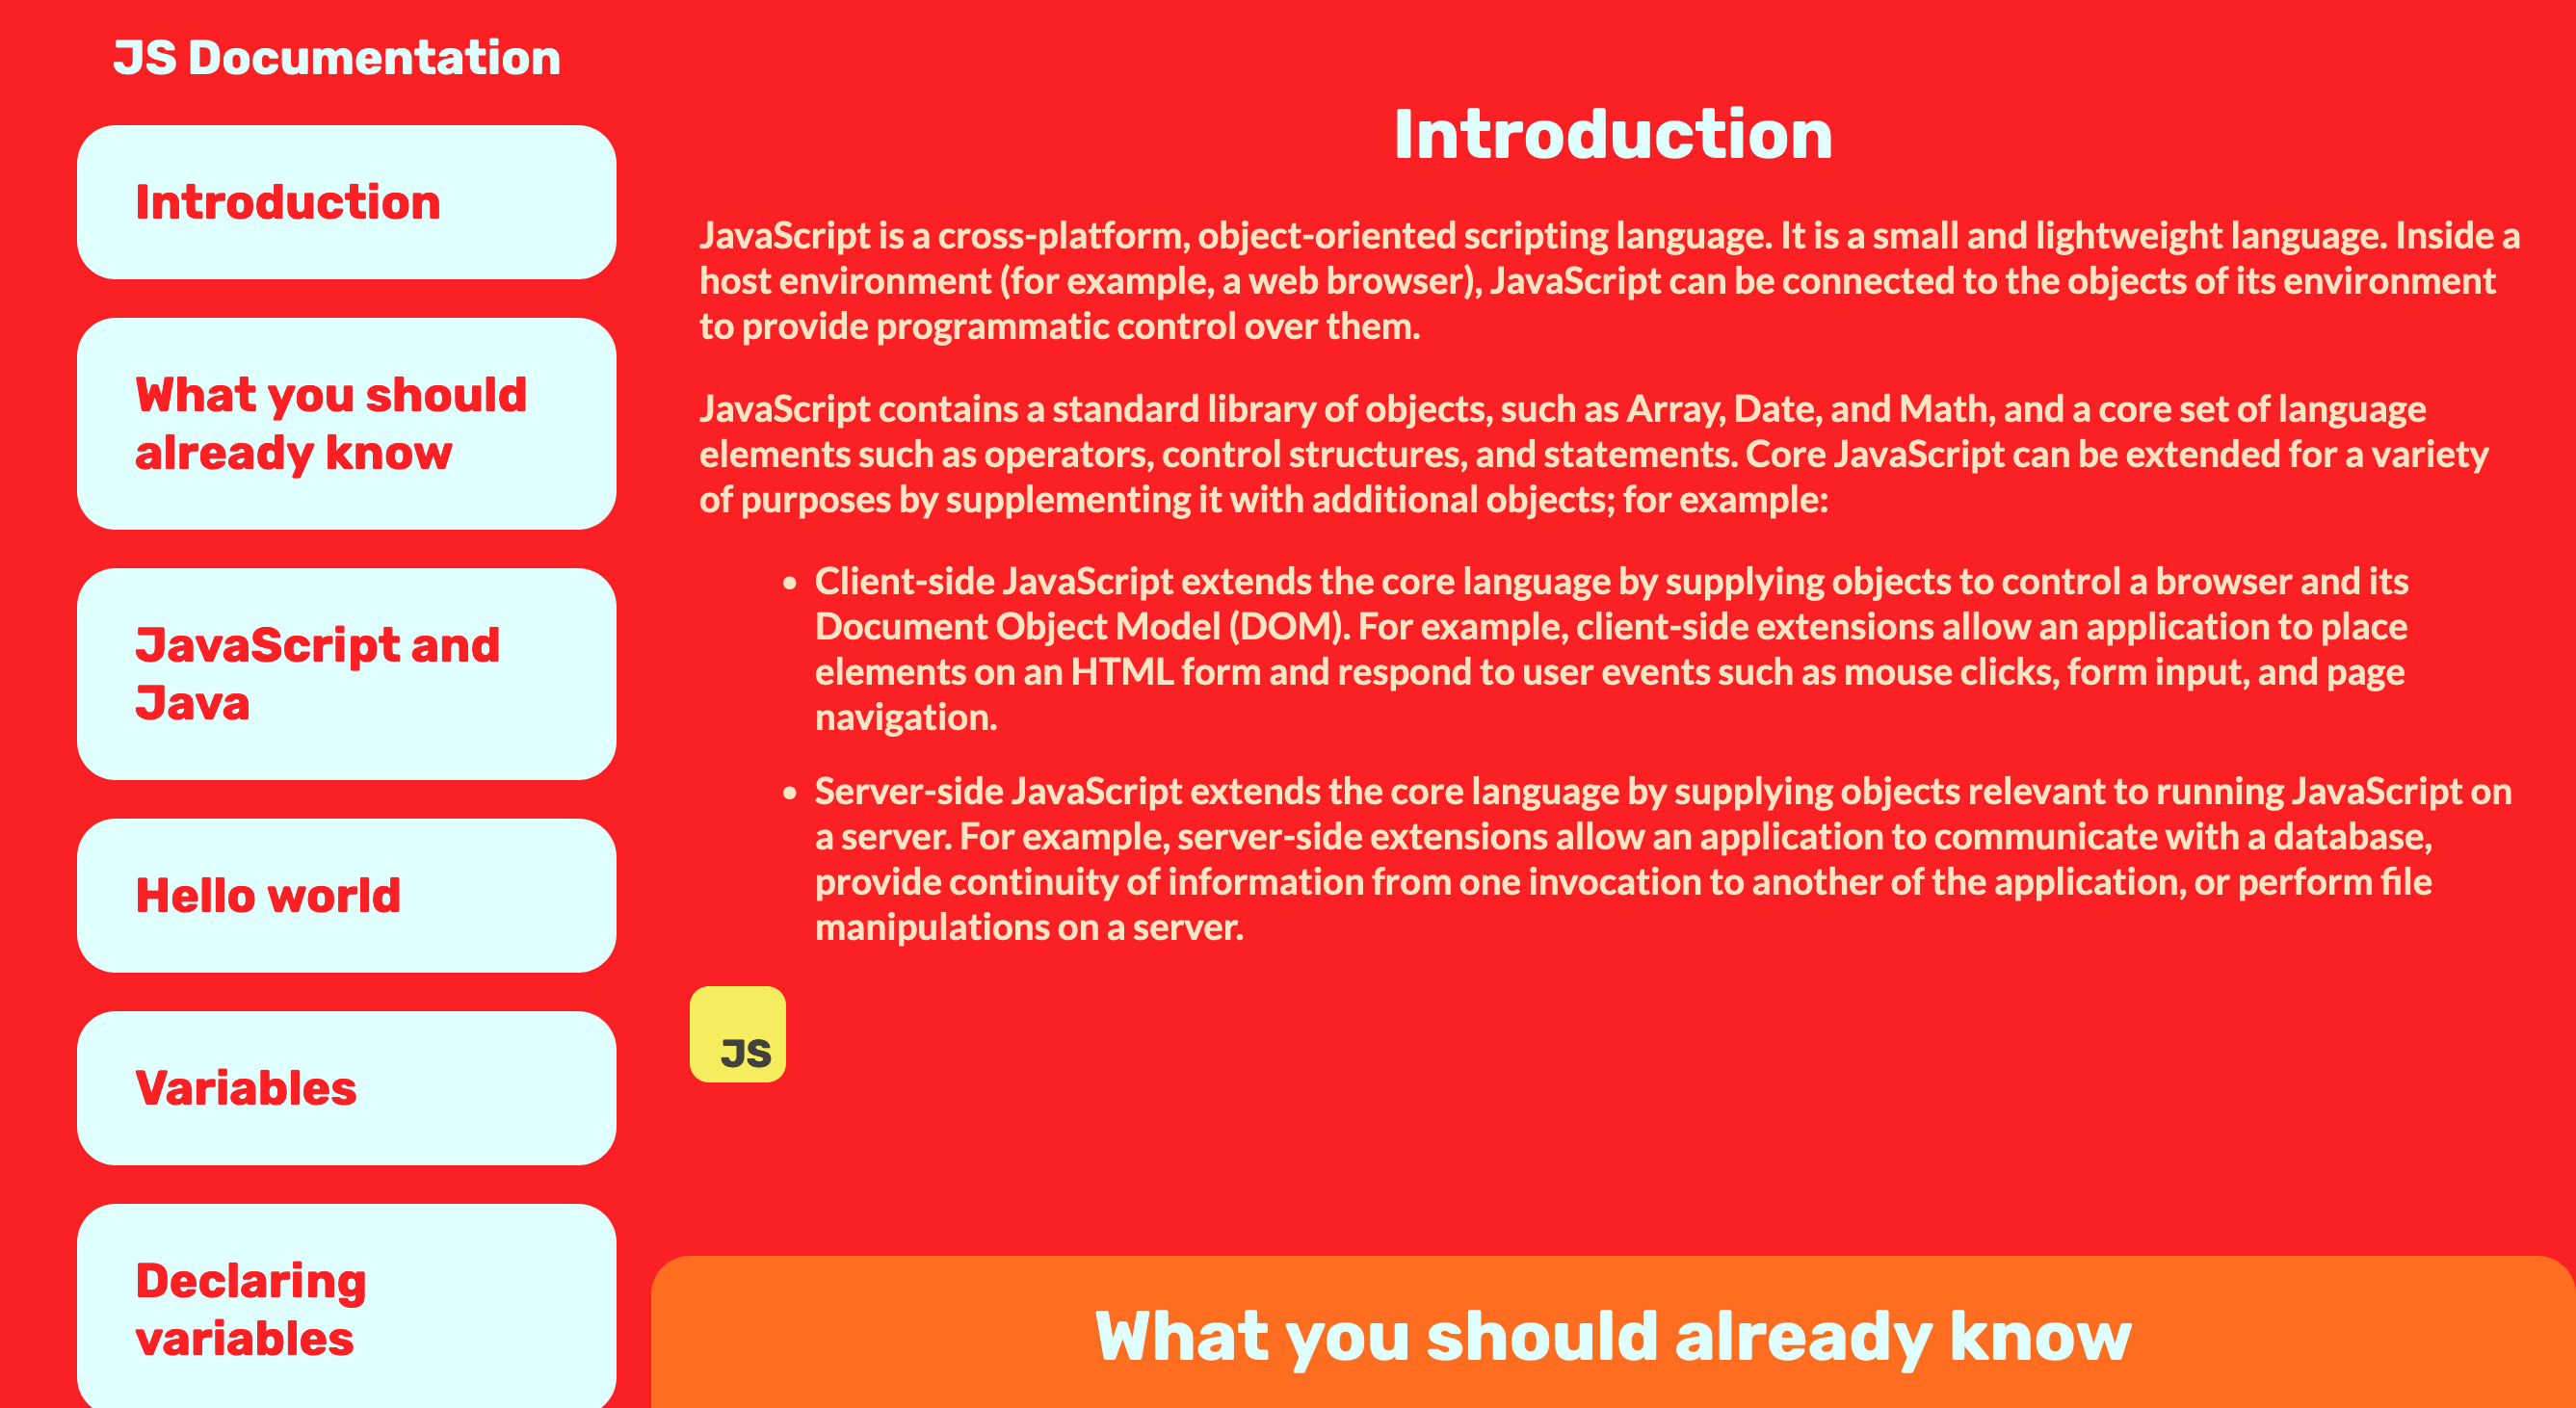 JS Documentation
Introduction
What you should
already know
JavaScript and
Java
Hello world
Variables
Declaring
variables
Introduction
JavaScript is a cross-platform, object-oriented scripting language. It is a small and lightweight language. Inside a
host environment (for example, a web browser), JavaScript can be connected to the objects of its environment
to provide programmatic control over them.
JavaScript contains a standard library of objects, such as Array, Date, and Math, and a core set of language
elements such as operators, control structures, and statements. Core JavaScript can be extended for a variety
of purposes by supplementing it with additional objects; for example:
• Client-side JavaScript extends the core language by supplying objects to control a browser and its
Document Object Model (DOM). For example, client-side extensions allow an application to place
elements on an HTML form and respond to user events such as mouse clicks, form input, and page
navigation.
• Server-side JavaScript extends the core language by supplying objects relevant to running JavaScript on
a server. For example, server-side extensions allow an application to communicate with a database,
provide continuity of information from one invocation to another of the application, or perform file
manipulations on a server.
JS
What you should already know